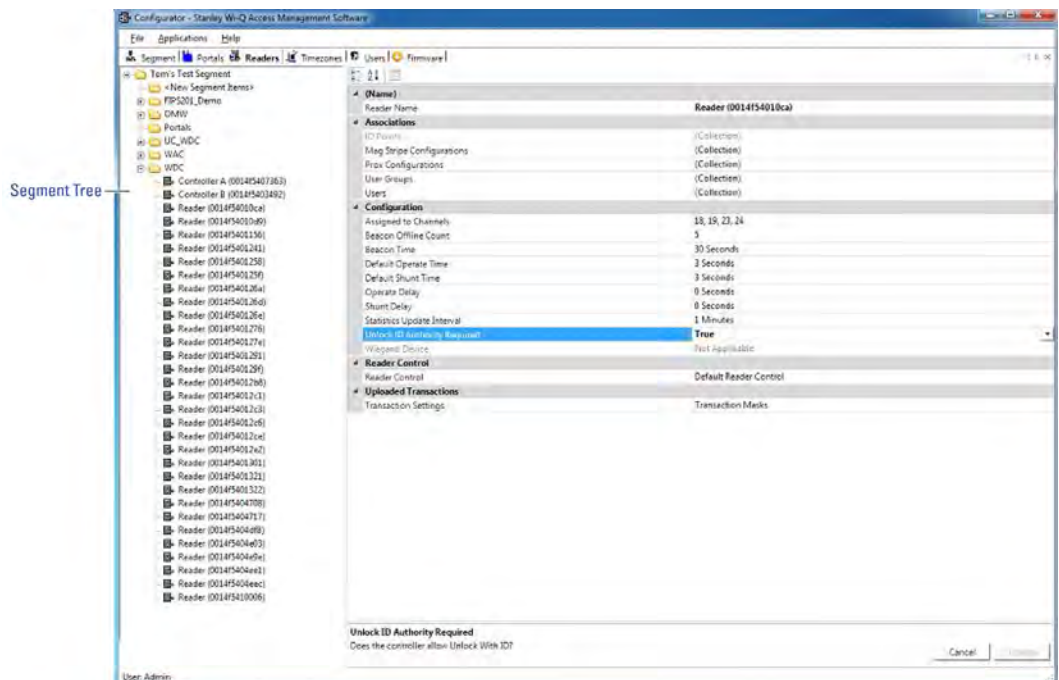 Configurator - Stanley Wi-Q Access Management Software
File Applications Help
Segment Portals Readers Timezones Users Firmware
Tom's Test Segment
<New Segment Items>
FIPS201_Demo
OMW
Portals
UC_WDC
WAC
WDC
Controller A (0014f5407363)
Controller B (0014f5403492)
Reader (0014f54010ca)
Reader (0014f54010d9)
Reader (0014f5401156)
Reader (0014f5401241)
Reader (0014f5401258)
Reader (0014f540125f)
Reader (0014f540126a)
Reader (0014f540126d)
Reader (0014f540126e)
Reader (0014f5401276)
Reader (0014f540127e)
Reader (0014f5401291)
Reader (0014f540129f)
Reader (0014f54012b8)
Reader (0014f54012c1)
Reader (0014f54012c3)
Reader (0014f54012c6)
Reader (0014f54012ce)
Reader (0014f54012e2)
Reader (0014f5401301)
Reader (0014f5401321)
Reader (0014f5401322)
Reader (0014f5404708)
Reader (0014f5404717)
Reader (0014f5404df8)
Reader (0014f5404e03)
Reader (0014f5404e9e)
Reader (0014f5404ee1)
Reader (0014f5404eec)
Reader (0014f5410006)
Segment Tree
(Name)
Reader Name Reader (0014f54010ca)
Associations
ID Points (Collection)
Mag Stripe Configurations (Collection)
Prox Configurations (Collection)
User Groups (Collection)
Users (Collection)
Configuration
Assigned to Channels 18, 19, 23, 24
Beacon Offline Count 5
Beacon Time 30 Seconds
Default Operate Time 3 Seconds
Default Shunt Time 3 Seconds
Operate Delay 0 Seconds
Shunt Delay 0 Seconds
Statistics Update Interval 1 Minutes
Unlock ID Authority Required True
Wiegand Device Not Applicable
Reader Control
Reader Control Default Reader Control
Uploaded Transactions
Transaction Settings Transaction Masks
Unlock ID Authority Required
Does the controller allow Unlock With ID?
Cancel
User: Admin